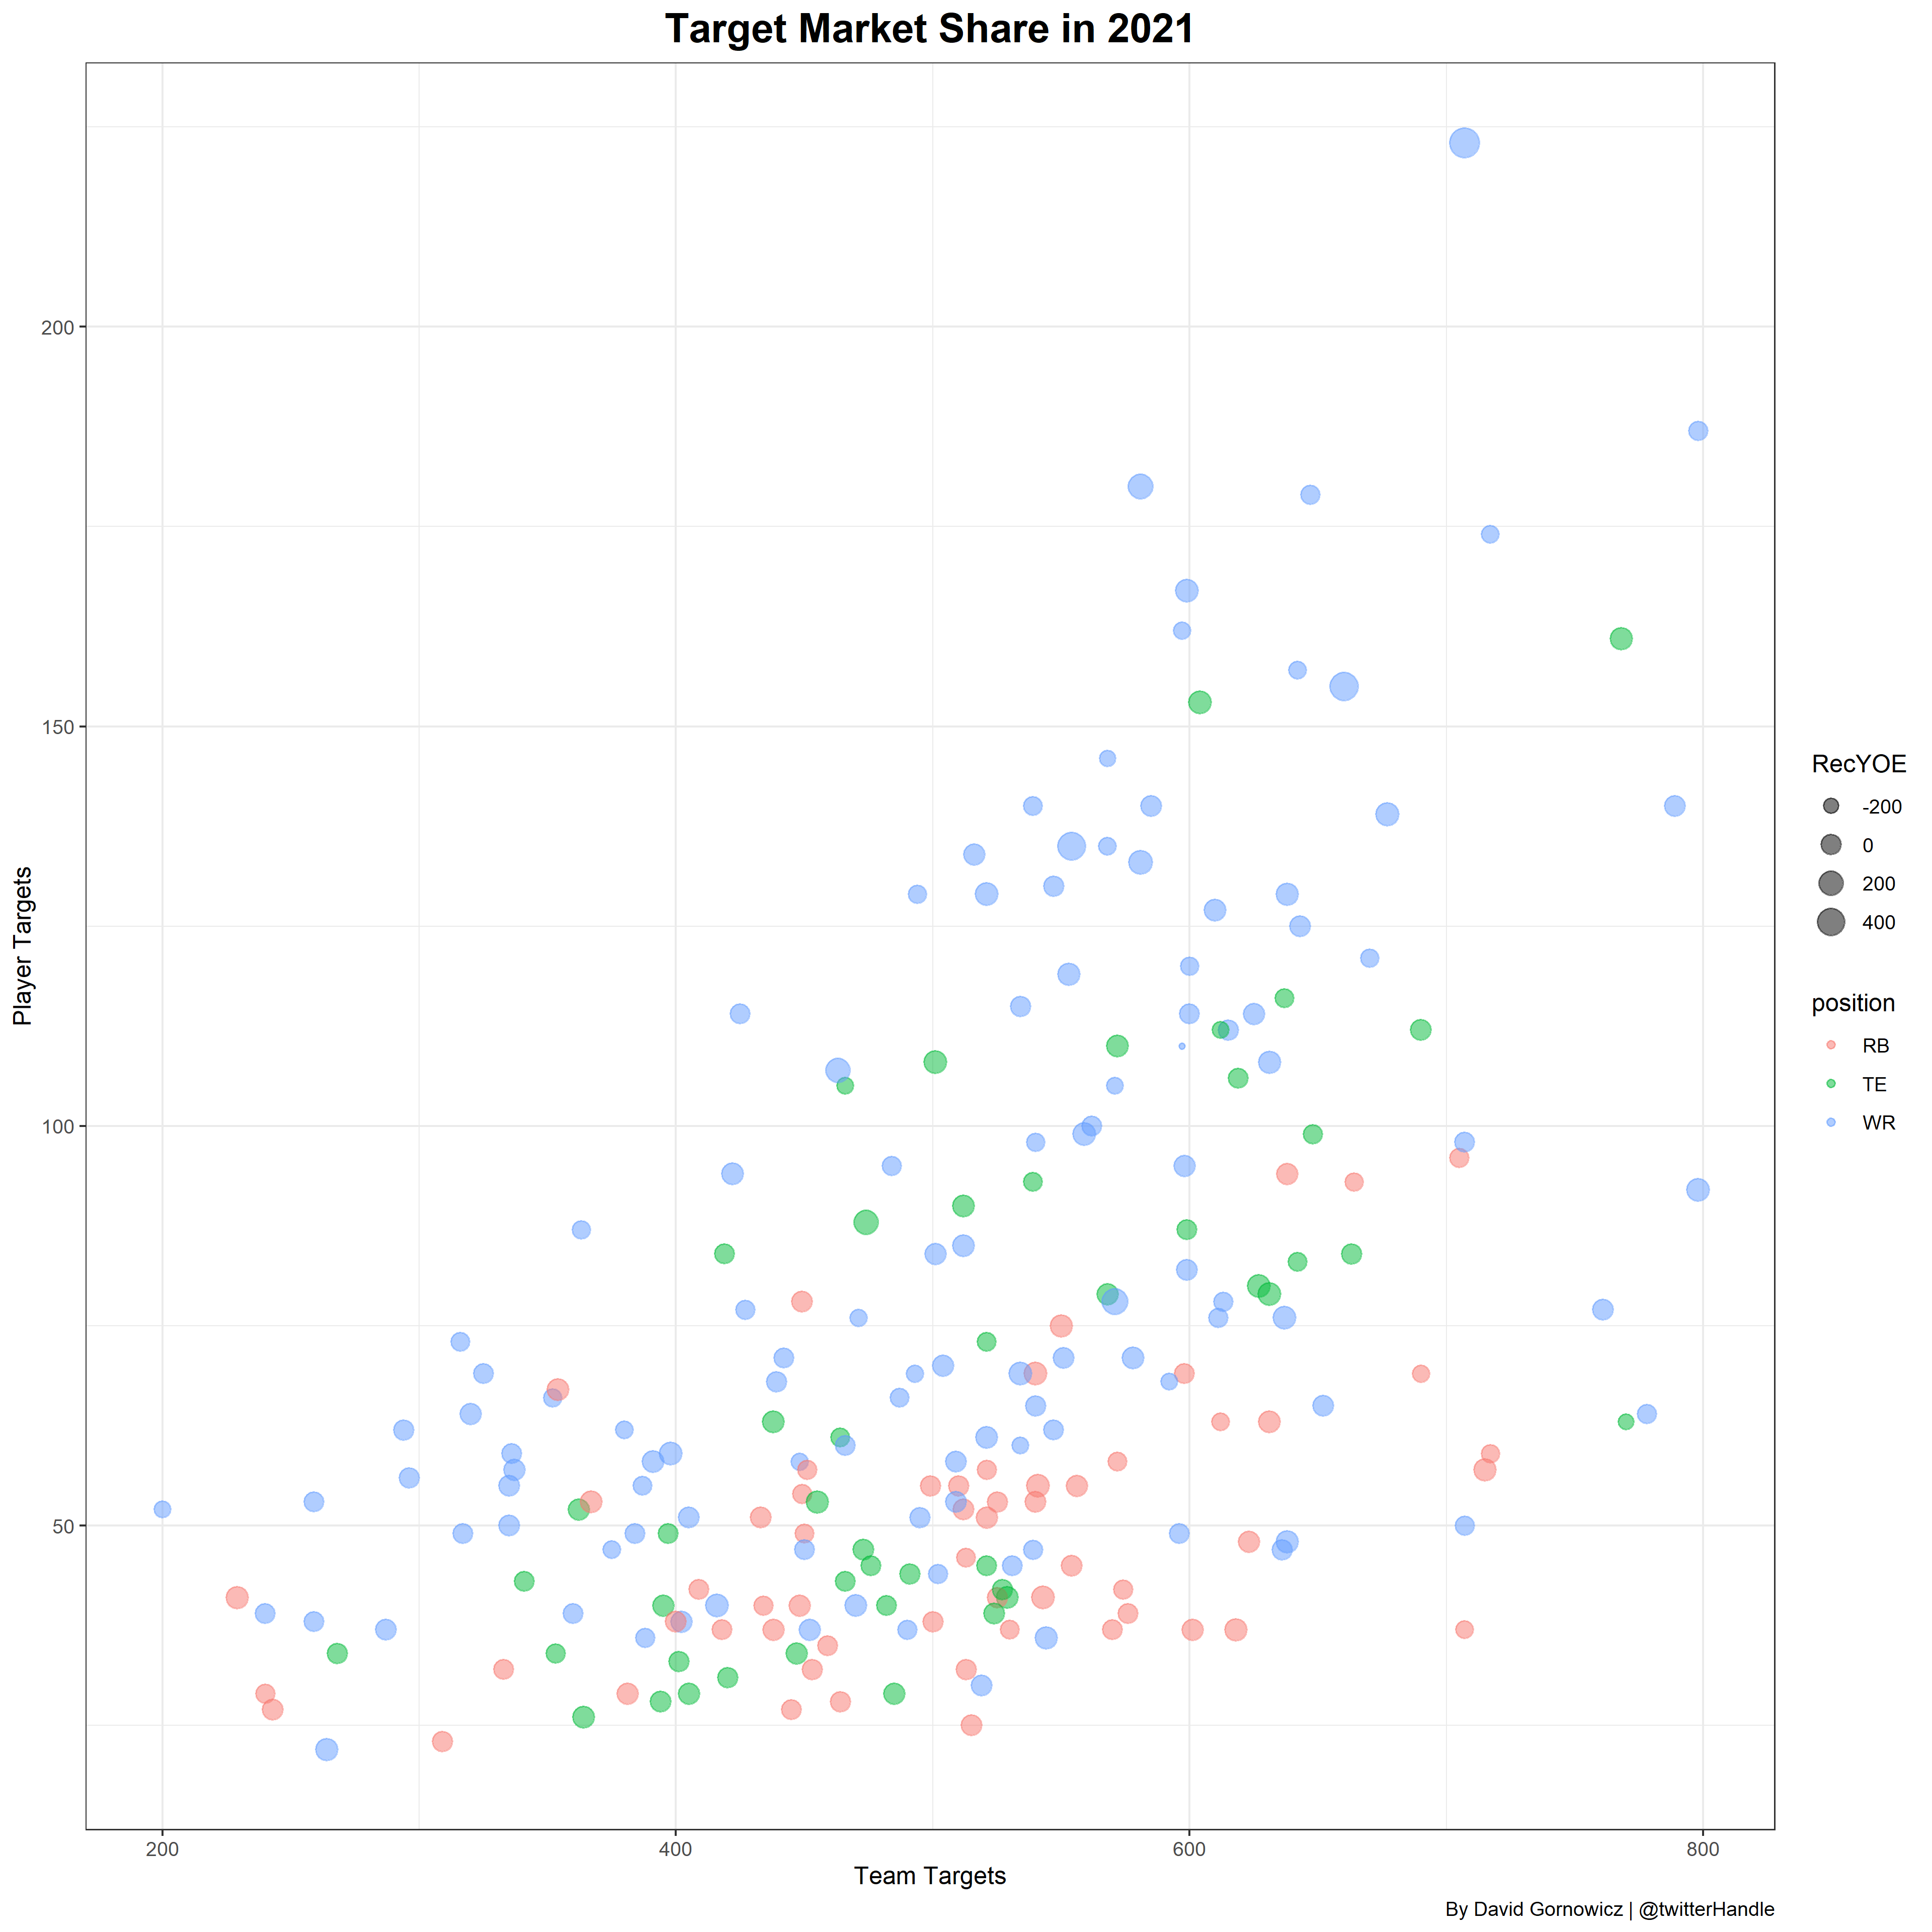 Target Market Share in 2021
Player Targets
200
150
100
50
200
400
600
800
Team Targets
RecYOE
-200
0
200
400
position
RB
TE
WR
By David Gornowicz | @twitterHandle